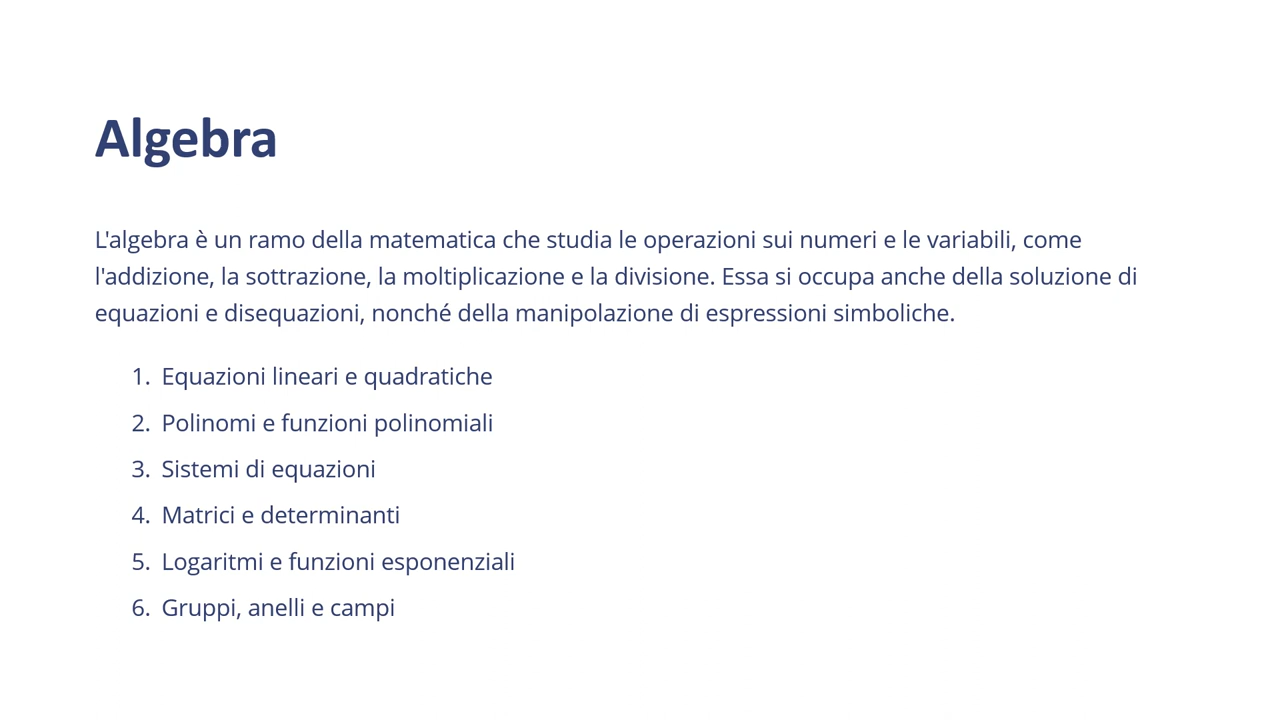 Algebra
L'algebra è un ramo della matematica che studia le operazioni sui numeri e le variabili, come
l'addizione, la sottrazione, la moltiplicazione e la divisione. Essa si occupa anche della soluzione di
equazioni e disequazioni, nonché della manipolazione di espressioni simboliche.
1. Equazioni lineari e quadratiche
2. Polinomi e funzioni polinomiali
3. Sistemi di equazioni
4. Matrici e determinanti
5. Logaritmi e funzioni esponenziali
6. Gruppi, anelli e campi